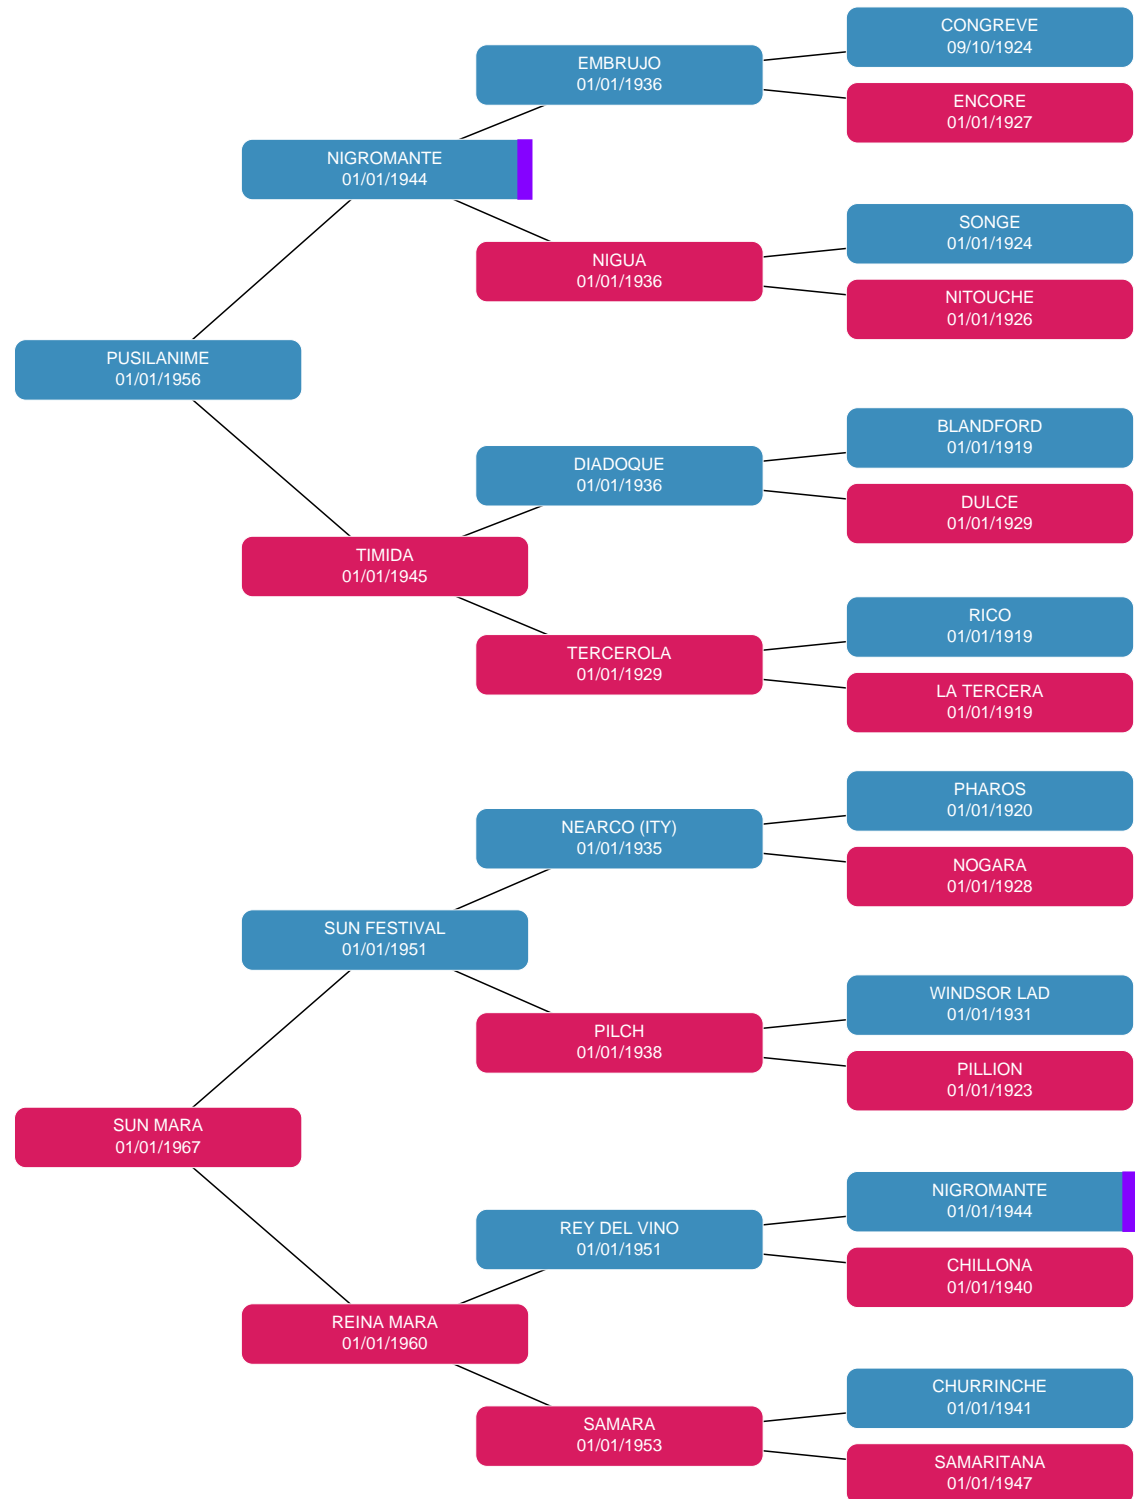 CONGREVE
09/10/1924
EMBRUJO
01/01/1936
ENCORE
01/01/1927
NIGROMANTE
01/01/1944
SONGE
01/01/1924
NIGUA
01/01/1936
NITOUCHE
01/01/1926
PUSILANIME
01/01/1956
BLANDFORD
01/01/1919
DIADOQUE
01/01/1936
DULCE
01/01/1929
TIMIDA
01/01/1945
RICO
01/01/1919
TERCEROLA
01/01/1929
LA TERCERA
01/01/1919
PHAROS
01/01/1920
NEARCO (ITY)
01/01/1935
NOGARA
01/01/1928
SUN FESTIVAL
01/01/1951
WINDSOR LAD
01/01/1931
PILCH
01/01/1938
PILLION
01/01/1923
SUN MARA
01/01/1967
NIGROMANTE
01/01/1944
REY DEL VINO
01/01/1951
CHILLONA
01/01/1940
REINA MARA
01/01/1960
CHURRINCHE
01/01/1941
SAMARA
01/01/1953
SAMARITANA
01/01/1947